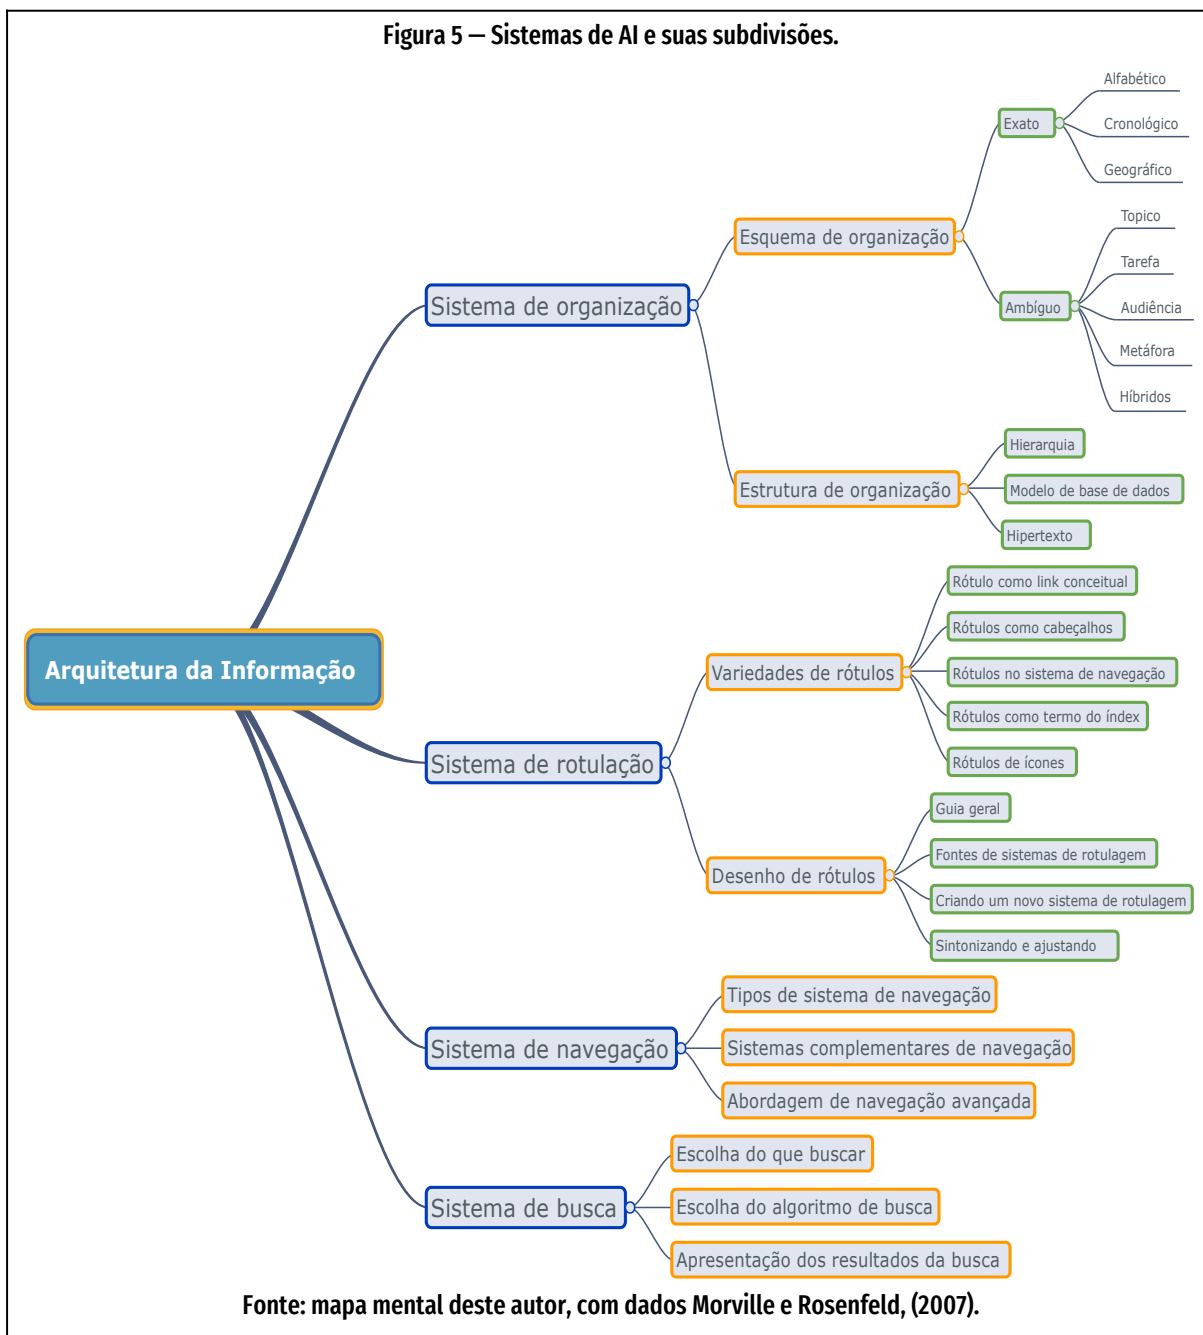 Figura 5 — Sistemas de AI e suas subdivisões.
Arquitetura da Informação
Sistema de organização
Esquema de organização
Exato
Alfabético
Cronológico
Geográfico
Ambíguo
Topico
Tarefa
Audiência
Metáfora
Híbridos
Estrutura de organização
Hierarquia
Modelo de base de dados
Hipertexto
Sistema de rotulação
Variedades de rótulos
Rótulo como link conceitual
Rótulos como cabeçalhos
Rótulos no sistema de navegação
Rótulos como termo do índex
Rótulos de ícones
Desenho de rótulos
Guia geral
Fontes de sistemas de rotulagem
Criando um novo sistema de rotulagem
Sintonizando e ajustando
Sistema de navegação
Tipos de sistema de navegação
Sistemas complementares de navegação
Abordagem de navegação avançada
Sistema de busca
Escolha do que buscar
Escolha do algoritmo de busca
Apresentação dos resultados da busca
Fonte: mapa mental deste autor, com dados Morville e Rosenfeld, (2007).